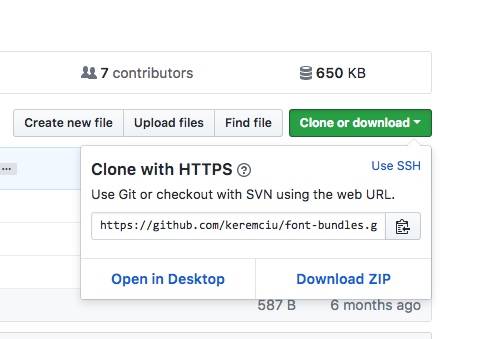 7 contributors 650 KB
Create new file Upload files Find file Clone or download
Clone with HTTPS Use SSH
Use Git or checkout with SVN using the web URL.
https://github.com/keremciu/font-bundles.g
Open in Desktop Download ZIP
587 B 6 months ago